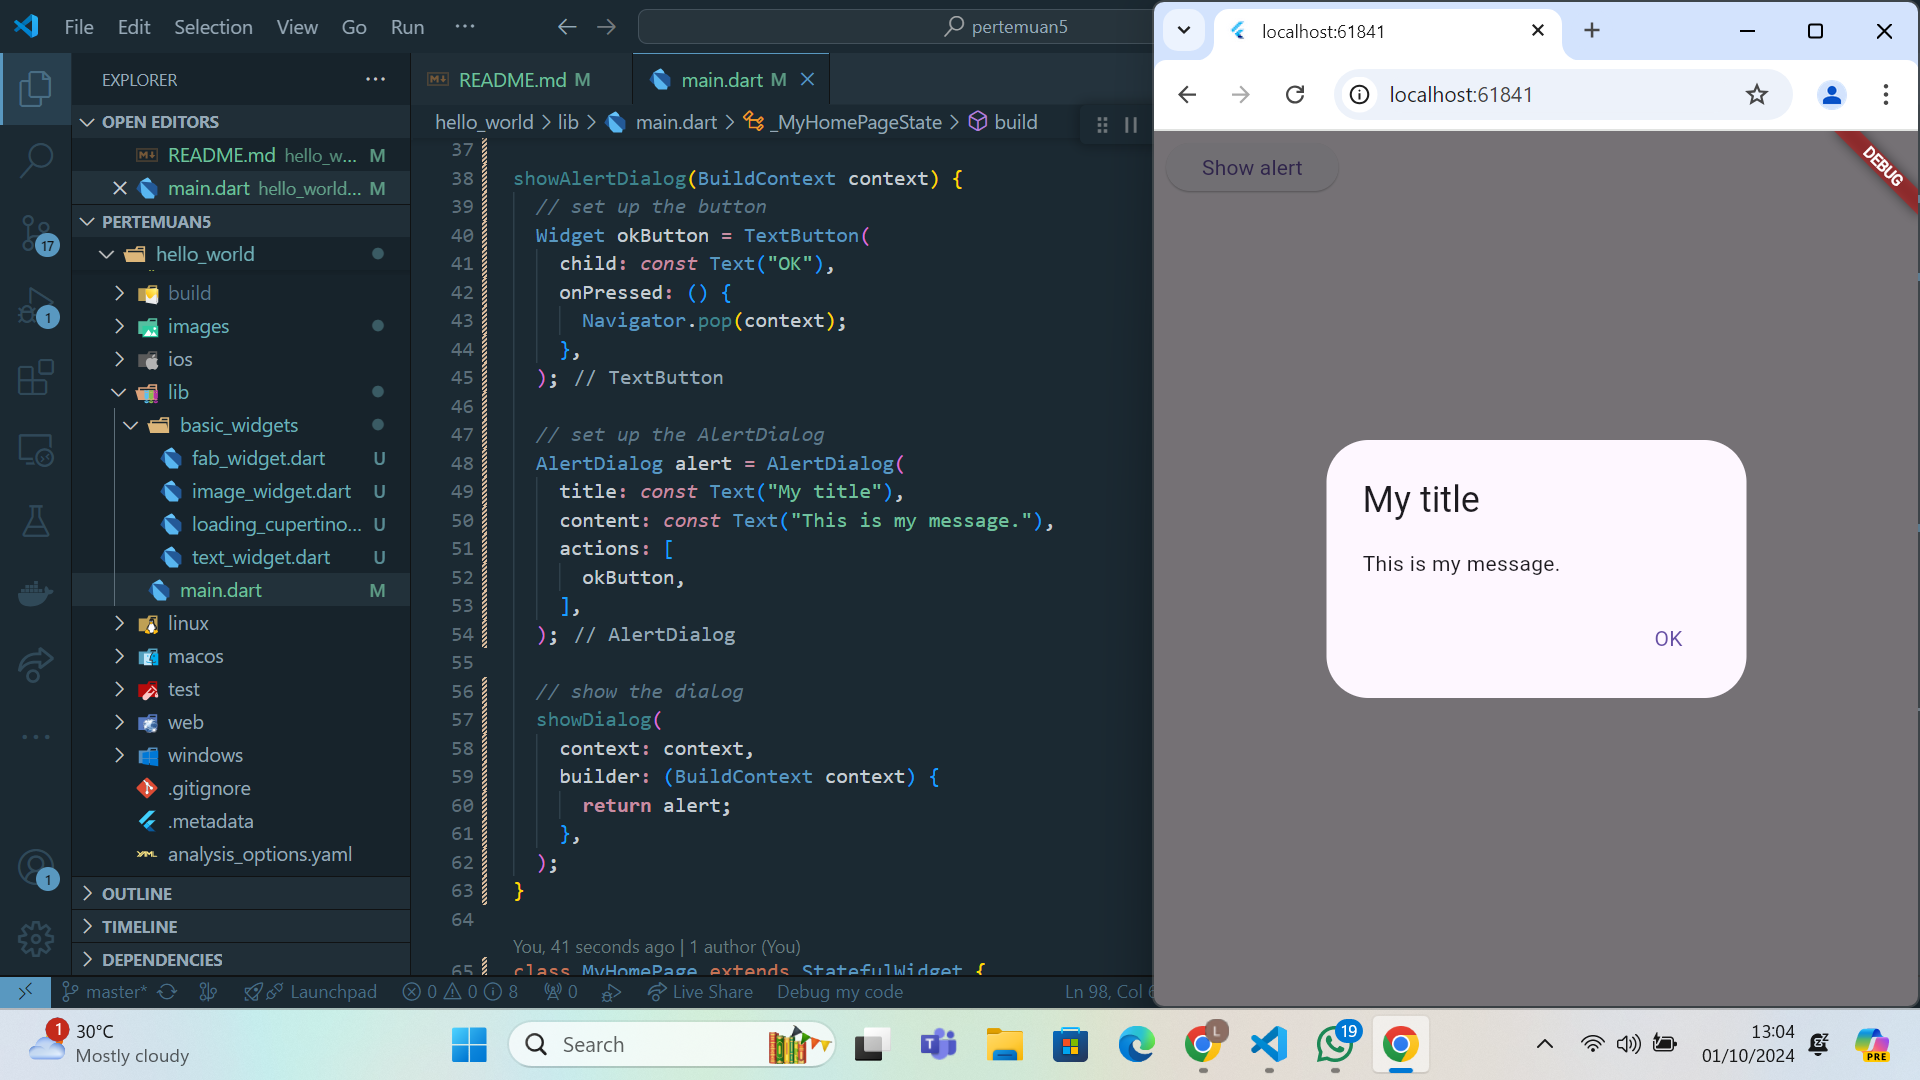 File Edit Selection View Go Run ...
pertemuan5
EXPLORER
OPEN EDITORS
README.md hello_w... M
main.dart hello_world... M
PERTEMUAN5
hello_world
build
images
ios
lib
basic_widgets
fab_widget.dart U
image_widget.dart U
loading_cupertino... U
text_widget.dart U
main.dart M
linux
macos
test
web
windows
.gitignore
.metadata
analysis_options.yaml
OUTLINE
TIMELINE
DEPENDENCIES
17
1
1
README.md M
main.dart M
hello_world > lib > main.dart > _MyHomePageState > build
37
38 showAlertDialog(BuildContext context) {
39 // set up the button
40 Widget okButton = TextButton(
41 child: const Text("OK"),
42 onPressed: () {
43 Navigator.pop(context);
44 },
45 ); // TextButton
46
47 // set up the AlertDialog
48 AlertDialog alert = AlertDialog(
49 title: const Text("My title"),
50 content: const Text("This is my message."),
51 actions: [
52 okButton,
53 ],
54 ); // AlertDialog
55
56 // show the dialog
57 showDialog(
58 context: context,
59 builder: (BuildContext context) {
60 return alert;
61 },
62 );
63 }
64
You, 41 seconds ago | 1 author (You)
65 class MyHomePage extends StatefulWidget {
master* Launchpad 0 0 8 0 Live Share Debug my code Ln 98, Col
localhost:61841
localhost:61841
Show alert
DEBUG
My title
This is my message.
OK
1
30°C
Mostly cloudy
Search
L
19
13:04
01/10/2024
PRE